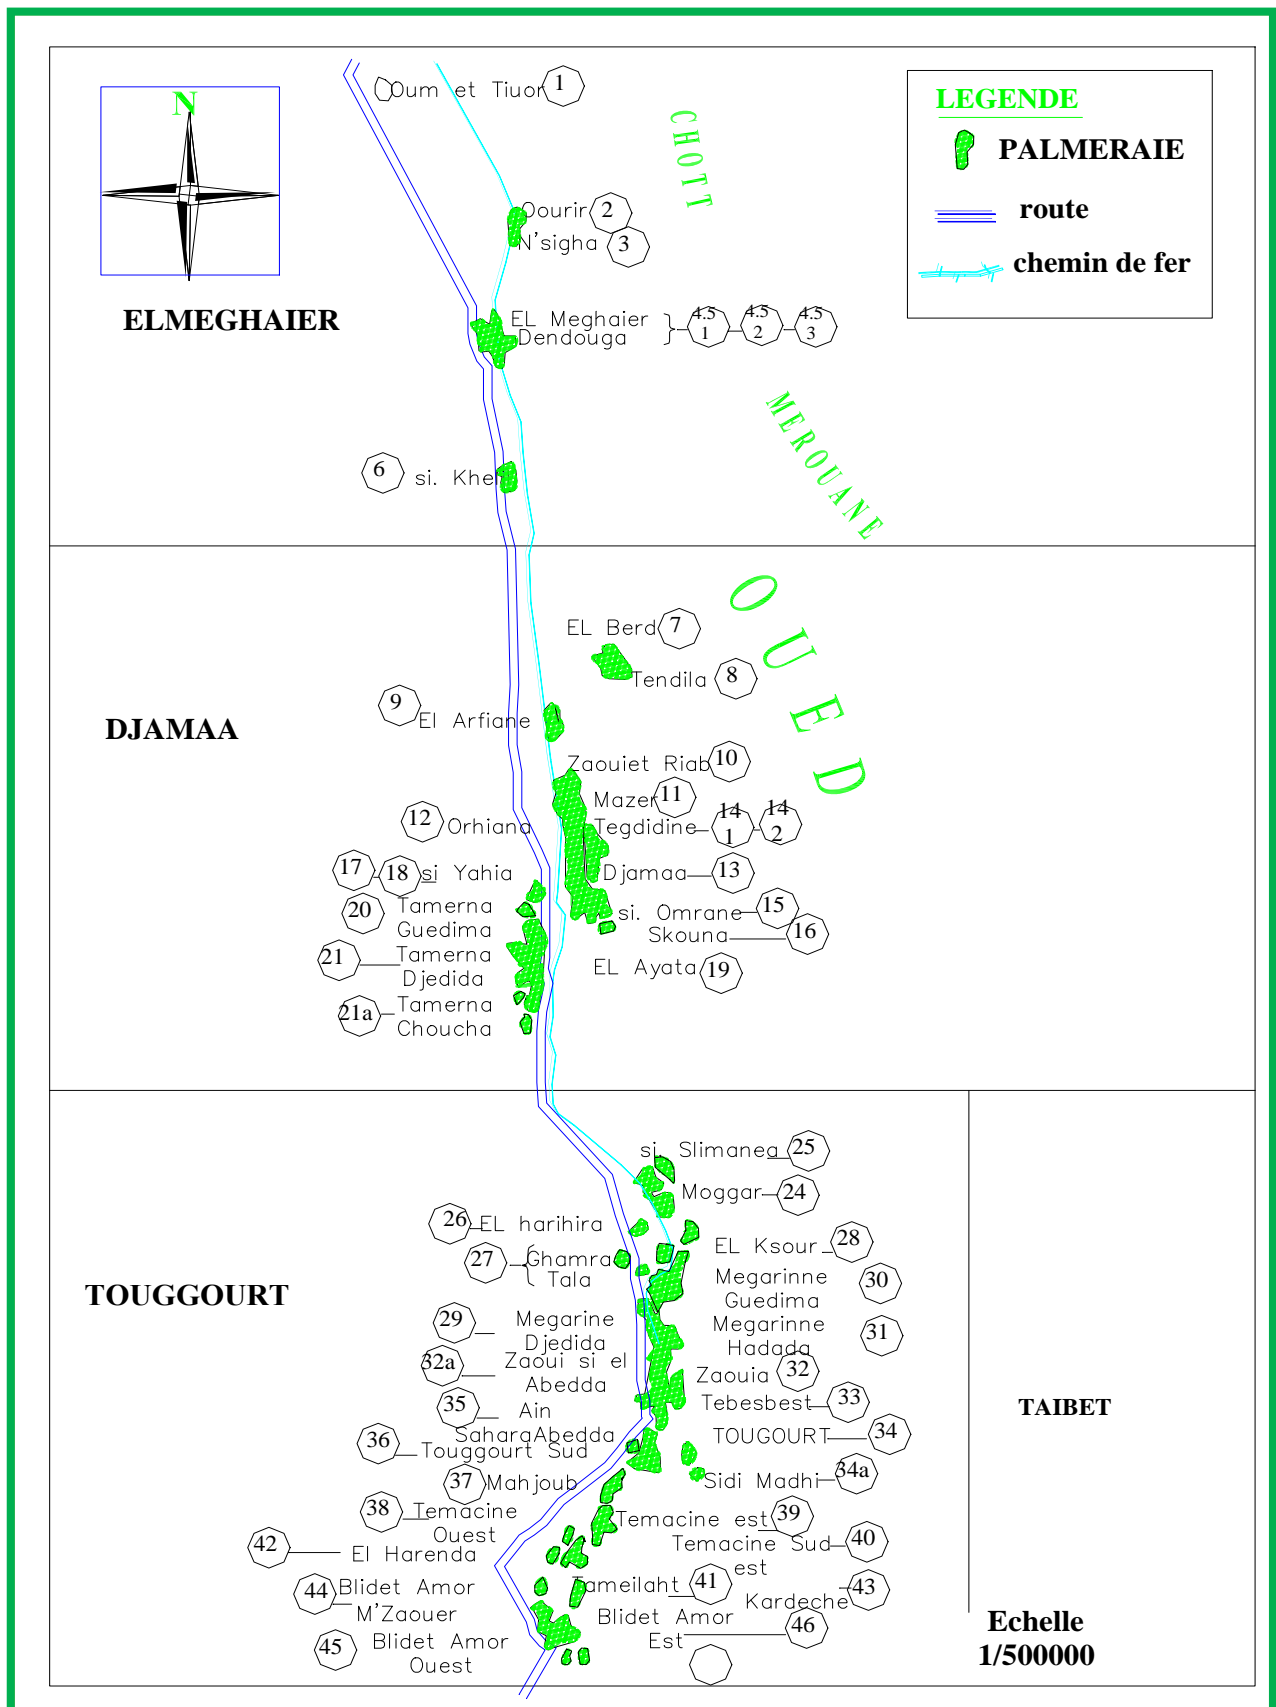 Oum et Tiuor 1
N
CHOTT
LEGENDE
PALMERAIE
route
chemin de fer
Oourir 2
N'sigha 3
ELMEGHAIER
EL Meghaier
Dendouga
4.5 1
4.5 2
4.5 3
MEROUANE
6 si. Khel
OUED
EL Berd 7
Tendila 8
9 El Arfiane
DJAMAA
Zaouiet Riab 10
Mazer 11
12 Orhiana
Tegdidine 14 1 14 2
17 18 si Yahia
Djamaa 13
20 Tamerna
Guedima
si. Omrane 15
Skouna 16
21 Tamerna
Djedida
EL Ayata 19
21a Tamerna
Choucha
si. Slimanea 25
Moggar 24
26 EL harihira
EL Ksour 28
27 Ghamra
Tala
TOUGGOURT
Megarinne
Guedima 30
29 Megarine
Djedida
Megarinne
Hadada 31
32a Zaoui si el
Abedda
Zaouia 32
35 Ain
SaharaAbedda
Tebesbest 33
TAIBET
36 Touggourt Sud
TOUGOURT 34
37 Mahjoub
Sidi Madhi 34a
38 Temacine
Ouest
Temacine est 39
Temacine Sud
est 40
42 El Harenda
Tameilaht 41
Kardeche 43
44 Blidet Amor
M'Zaouer
Blidet Amor
Est 46
45 Blidet Amor
Ouest
Echelle
1/500000